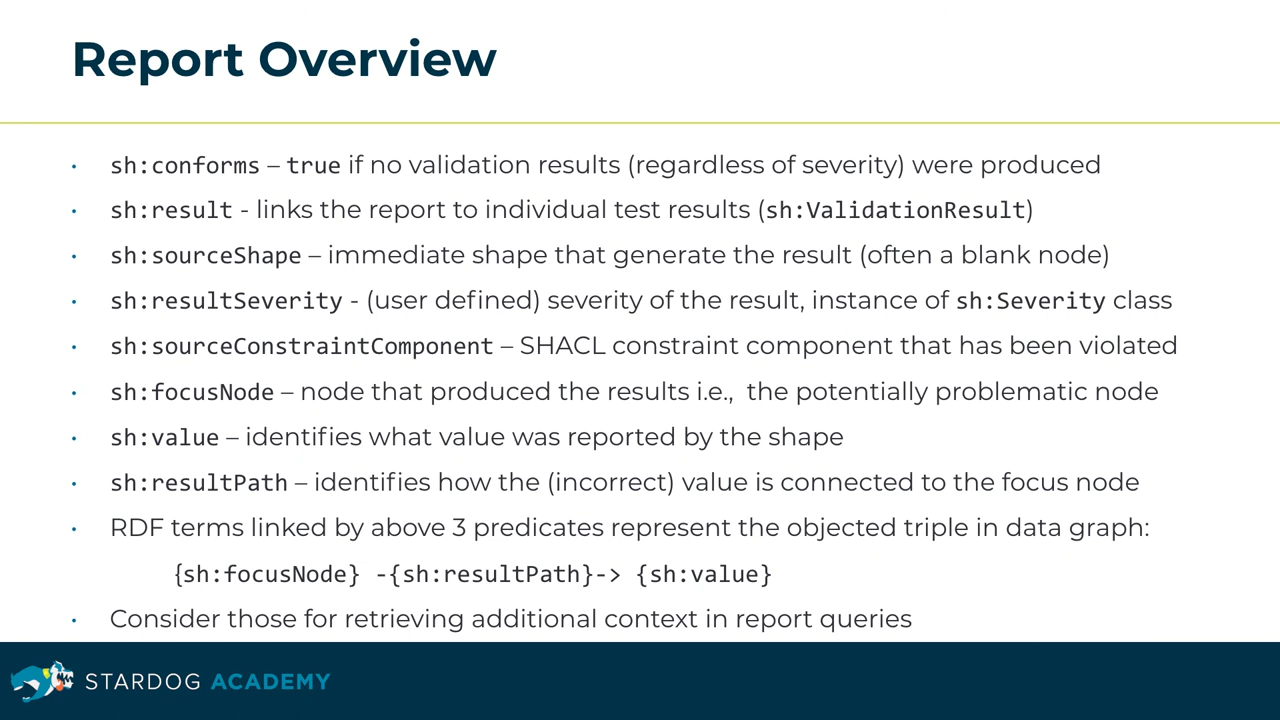 Report Overview
• sh:conforms – true if no validation results (regardless of severity) were produced
• sh:result - links the report to individual test results (sh:ValidationResult)
• sh:sourceShape – immediate shape that generate the result (often a blank node)
• sh:resultSeverity - (user defined) severity of the result, instance of sh:Severity class
• sh:sourceConstraintComponent – SHACL constraint component that has been violated
• sh:focusNode – node that produced the results i.e., the potentially problematic node
• sh:value – identifies what value was reported by the shape
• sh:resultPath – identifies how the (incorrect) value is connected to the focus node
• RDF terms linked by above 3 predicates represent the objected triple in data graph:
{sh:focusNode} -{sh:resultPath}-> {sh:value}
• Consider those for retrieving additional context in report queries
STARDOG ACADEMY